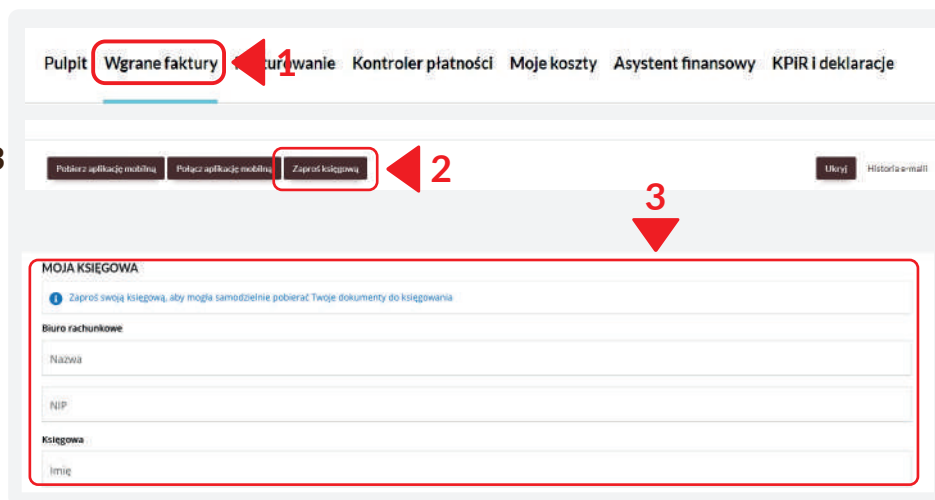 Pulpit Wgrane faktury 1 Kontroler płatności Moje koszty Asystent finansowy KPiR i deklaracje
Pobierz aplikację mobilną Połącz aplikację mobilną Zaproś księgową 2 Ukryj Historia e-maili
3
MOJA KSIĘGOWA
Zaproś swoją księgową, aby mogła samodzielnie pobierać Twoje dokumenty do księgowania
Biuro rachunkowe
Nazwa
NIP
Księgowa
Imię